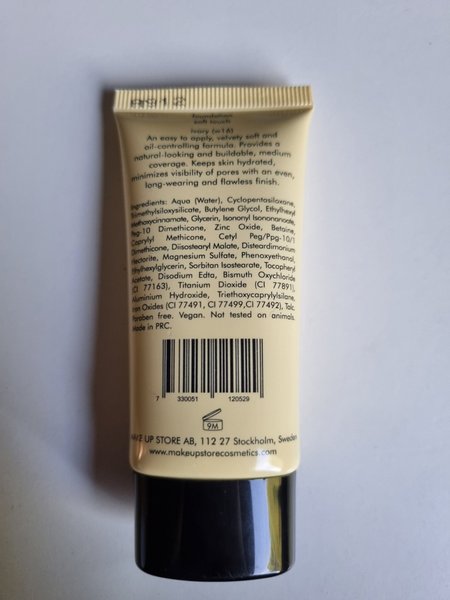 foundation
soft touch
ivory (w16)
An easy to apply, velvety soft and
oil-controlling formula. Provides a
natural-looking and buildable, medium
coverage. Keeps skin hydrated,
minimizes visibility of pores with an even,
long-wearing and flawless finish.
Ingredients: Aqua (Water), Cyclopentasiloxane,
Trimethylsiloxysilicate, Butylene Glycol, Ethylhexyl
Methoxycinnamate, Glycerin, Isononyl Isononanoate,
Peg-10 Dimethicone, Zinc Oxide, Betaine,
Caprylyl Methicone, Cetyl Peg/Ppg-10/1
Dimethicone, Diisostearyl Malate, Disteardimonium
Hectorite, Magnesium Sulfate, Phenoxyethanol,
Ethylhexylglycerin, Sorbitan Isostearate, Tocopheryl
Acetate, Disodium Edta, Bismuth Oxychloride
(CI 77163), Titanium Dioxide (CI 77891),
Aluminium Hydroxide, Triethoxycaprylylsilane,
Iron Oxides (CI 77491, CI 77499,CI 77492), Talc.
Paraben free. Vegan. Not tested on animals.
Made in PRC.
7 330051 120529
9M
MAKE UP STORE AB, 112 27 Stockholm, Sweden
www.makeupstorecosmetics.com